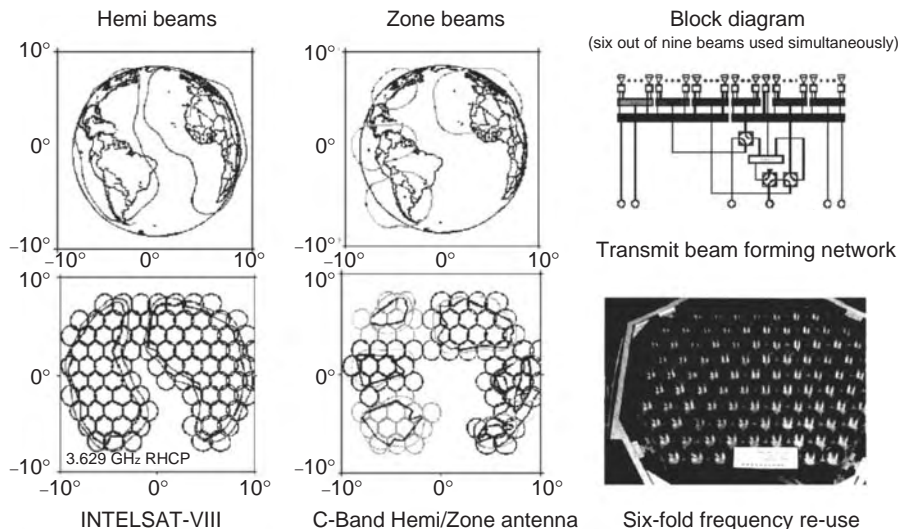 Hemi beams
Zone beams
Block diagram
(six out of nine beams used simultaneously)
10°
0°
−10°
−10° 0° 10°
10°
0°
−10°
−10° 0° 10°
Transmit beam forming network
10°
0°
−10°
3.629 GHz RHCP
−10° 0° 10°
10°
0°
−10°
−10° 0° 10°
INTELSAT-VIII
C-Band Hemi/Zone antenna
Six-fold frequency re-use